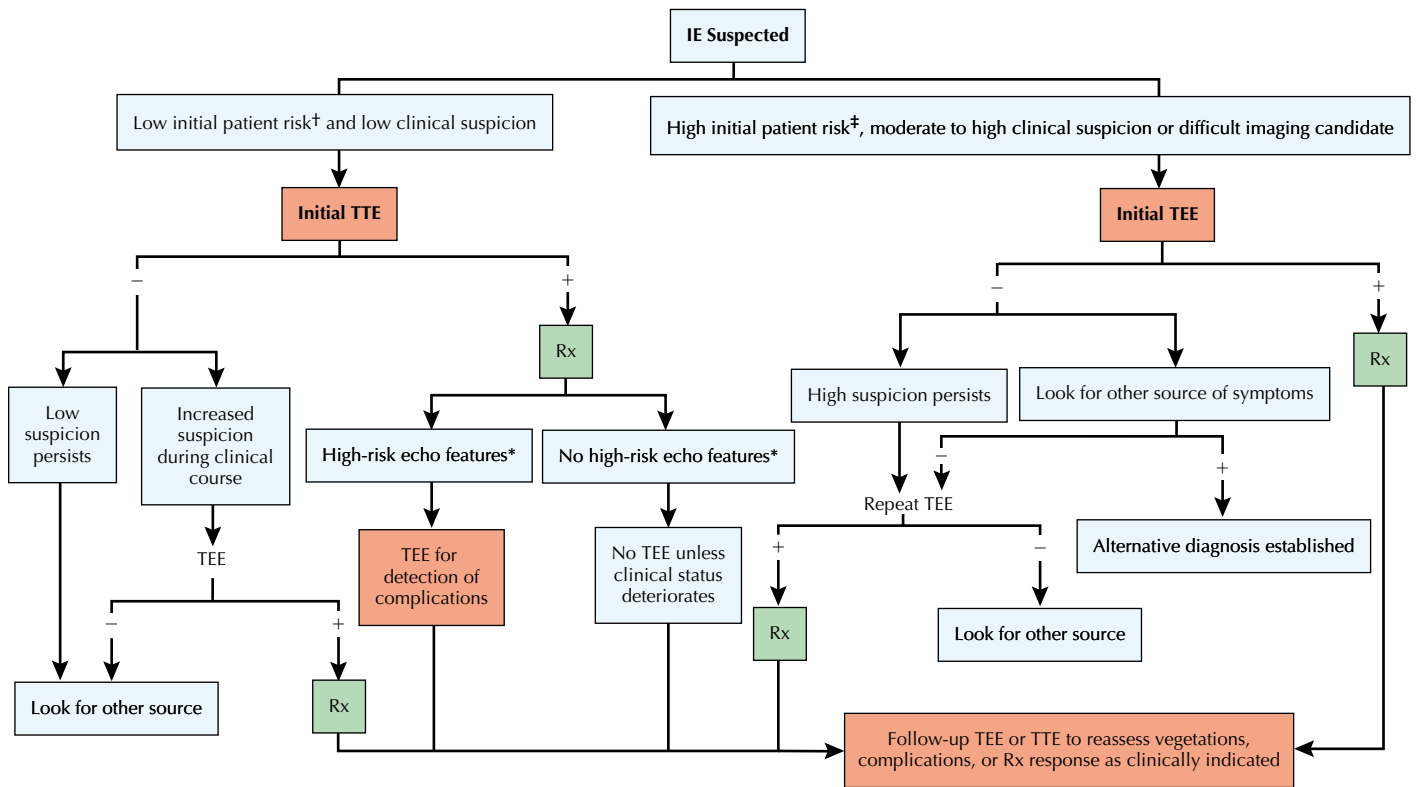 IE Suspected
Low initial patient risk† and low clinical suspicion
High initial patient risk‡, moderate to high clinical suspicion or difficult imaging candidate
Initial TTE
Initial TEE
–
+
–
+
Rx
Rx
Low
suspicion
persists
Increased
suspicion
during clinical
course
High-risk echo features*
No high-risk echo features*
High suspicion persists
Look for other source of symptoms
–
+
Repeat TEE
TEE
TEE for
detection of
complications
No TEE unless
clinical status
deteriorates
+
–
Alternative diagnosis established
–
+
Rx
Look for other source
Look for other source
Rx
Follow-up TEE or TTE to reassess vegetations,
complications, or Rx response as clinically indicated